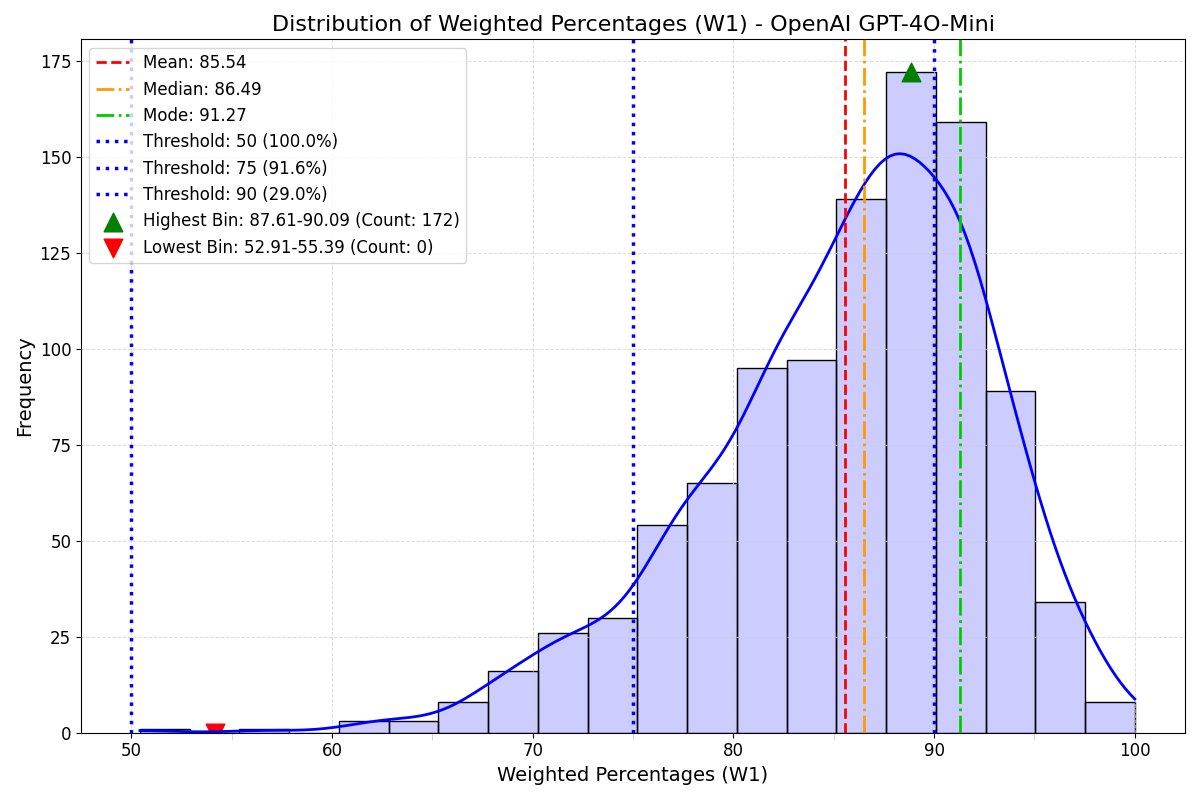 Distribution of Weighted Percentages (W1) - OpenAI GPT-4O-Mini
Mean: 85.54
Median: 86.49
Mode: 91.27
Threshold: 50 (100.0%)
Threshold: 75 (91.6%)
Threshold: 90 (29.0%)
Highest Bin: 87.61-90.09 (Count: 172)
Lowest Bin: 52.91-55.39 (Count: 0)
Frequency
175
150
125
100
75
50
25
0
50 60 70 80 90 100
Weighted Percentages (W1)